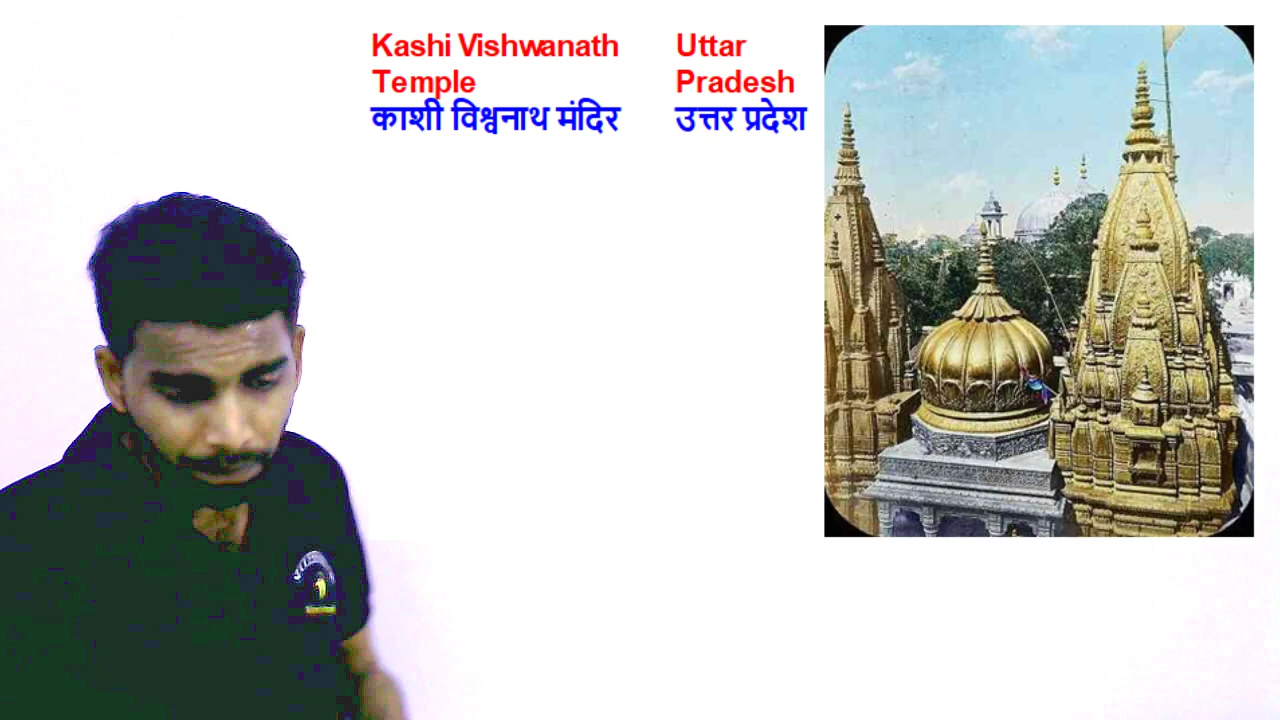 Kashi Vishwanath
Temple
काशी विश्वनाथ मंदिर
Uttar
Pradesh
उत्तर प्रदेश